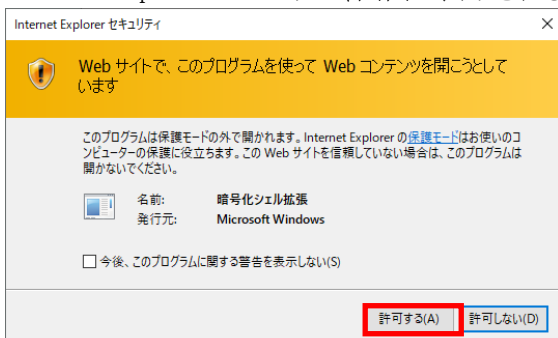 Internet Explorer セキュリティ
Web サイトで、このプログラムを使って Web コンテンツを開こうとして
います
このプログラムは保護モードの外で開かれます。Internet Explorer の保護モードはお使いのコ
ンピューターの保護に役立ちます。この Web サイトを信頼していない場合は、このプログラムは
開かないでください。
名前: 暗号化シェル拡張
発行元: Microsoft Windows
今後、このプログラムに関する警告を表示しない(S)
許可する(A) 許可しない(D)